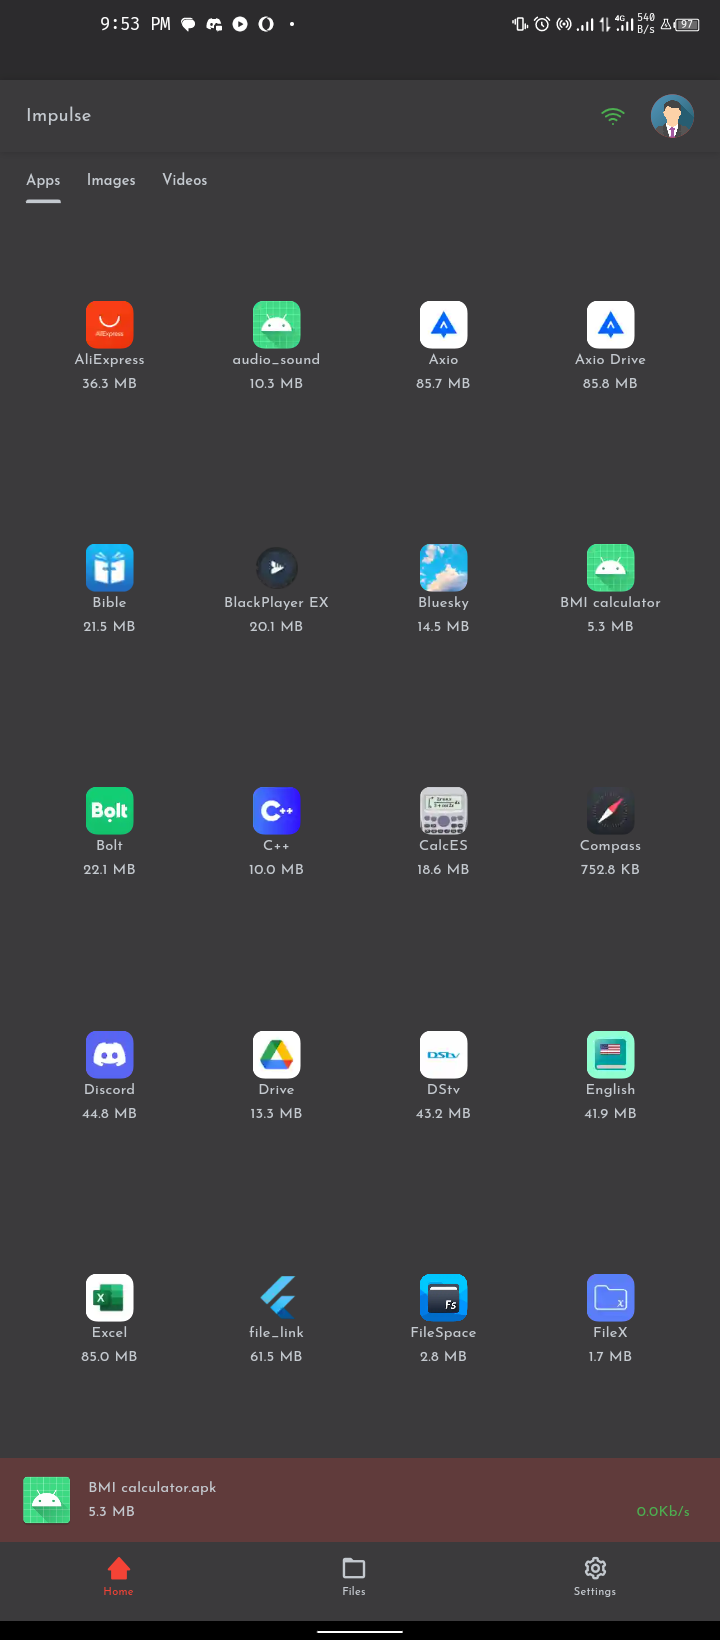 9:53 PM 4G 540 B/s 97
Impulse
Apps Images Videos
AliExpress
AliExpress audio_sound Axio Axio Drive
36.3 MB 10.3 MB 85.7 MB 85.8 MB
Bible BlackPlayer EX Bluesky BMI calculator
21.5 MB 20.1 MB 14.5 MB 5.3 MB
Bolt C++
Bolt C++ CalcES Compass
22.1 MB 10.0 MB 18.6 MB 752.8 KB
DStv
Discord Drive DStv English
44.8 MB 13.3 MB 43.2 MB 41.9 MB
X Fs x
Excel file_link FileSpace FileX
85.0 MB 61.5 MB 2.8 MB 1.7 MB
BMI calculator.apk
5.3 MB 0.0Kb/s
Home Files Settings